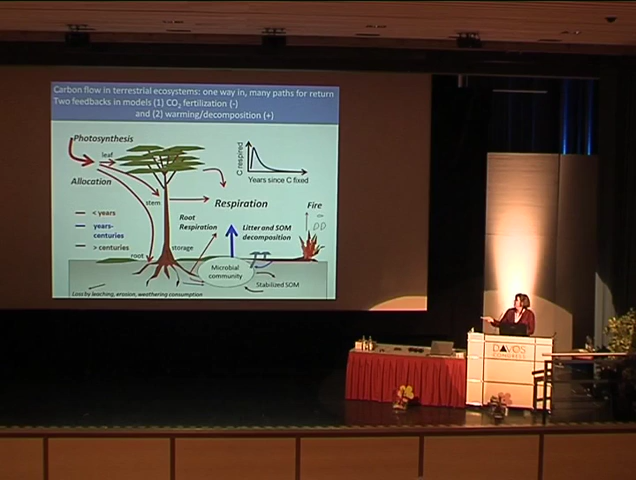 Carbon flow in terrestrial ecosystems: one way in, many paths for return
Two feedbacks in models (1) CO2 fertilization (-)
and (2) warming/decomposition (+)
Photosynthesis
leaf
Allocation
stem
C respired
Years since C fixed
Respiration
< years
years-
centuries
> centuries
Root
Respiration
Litter and SOM
decomposition
Fire
storage
root
Microbial
community
Stabilized SOM
Loss by leaching, erosion, weathering consumption
DAVOS
CONGRESS